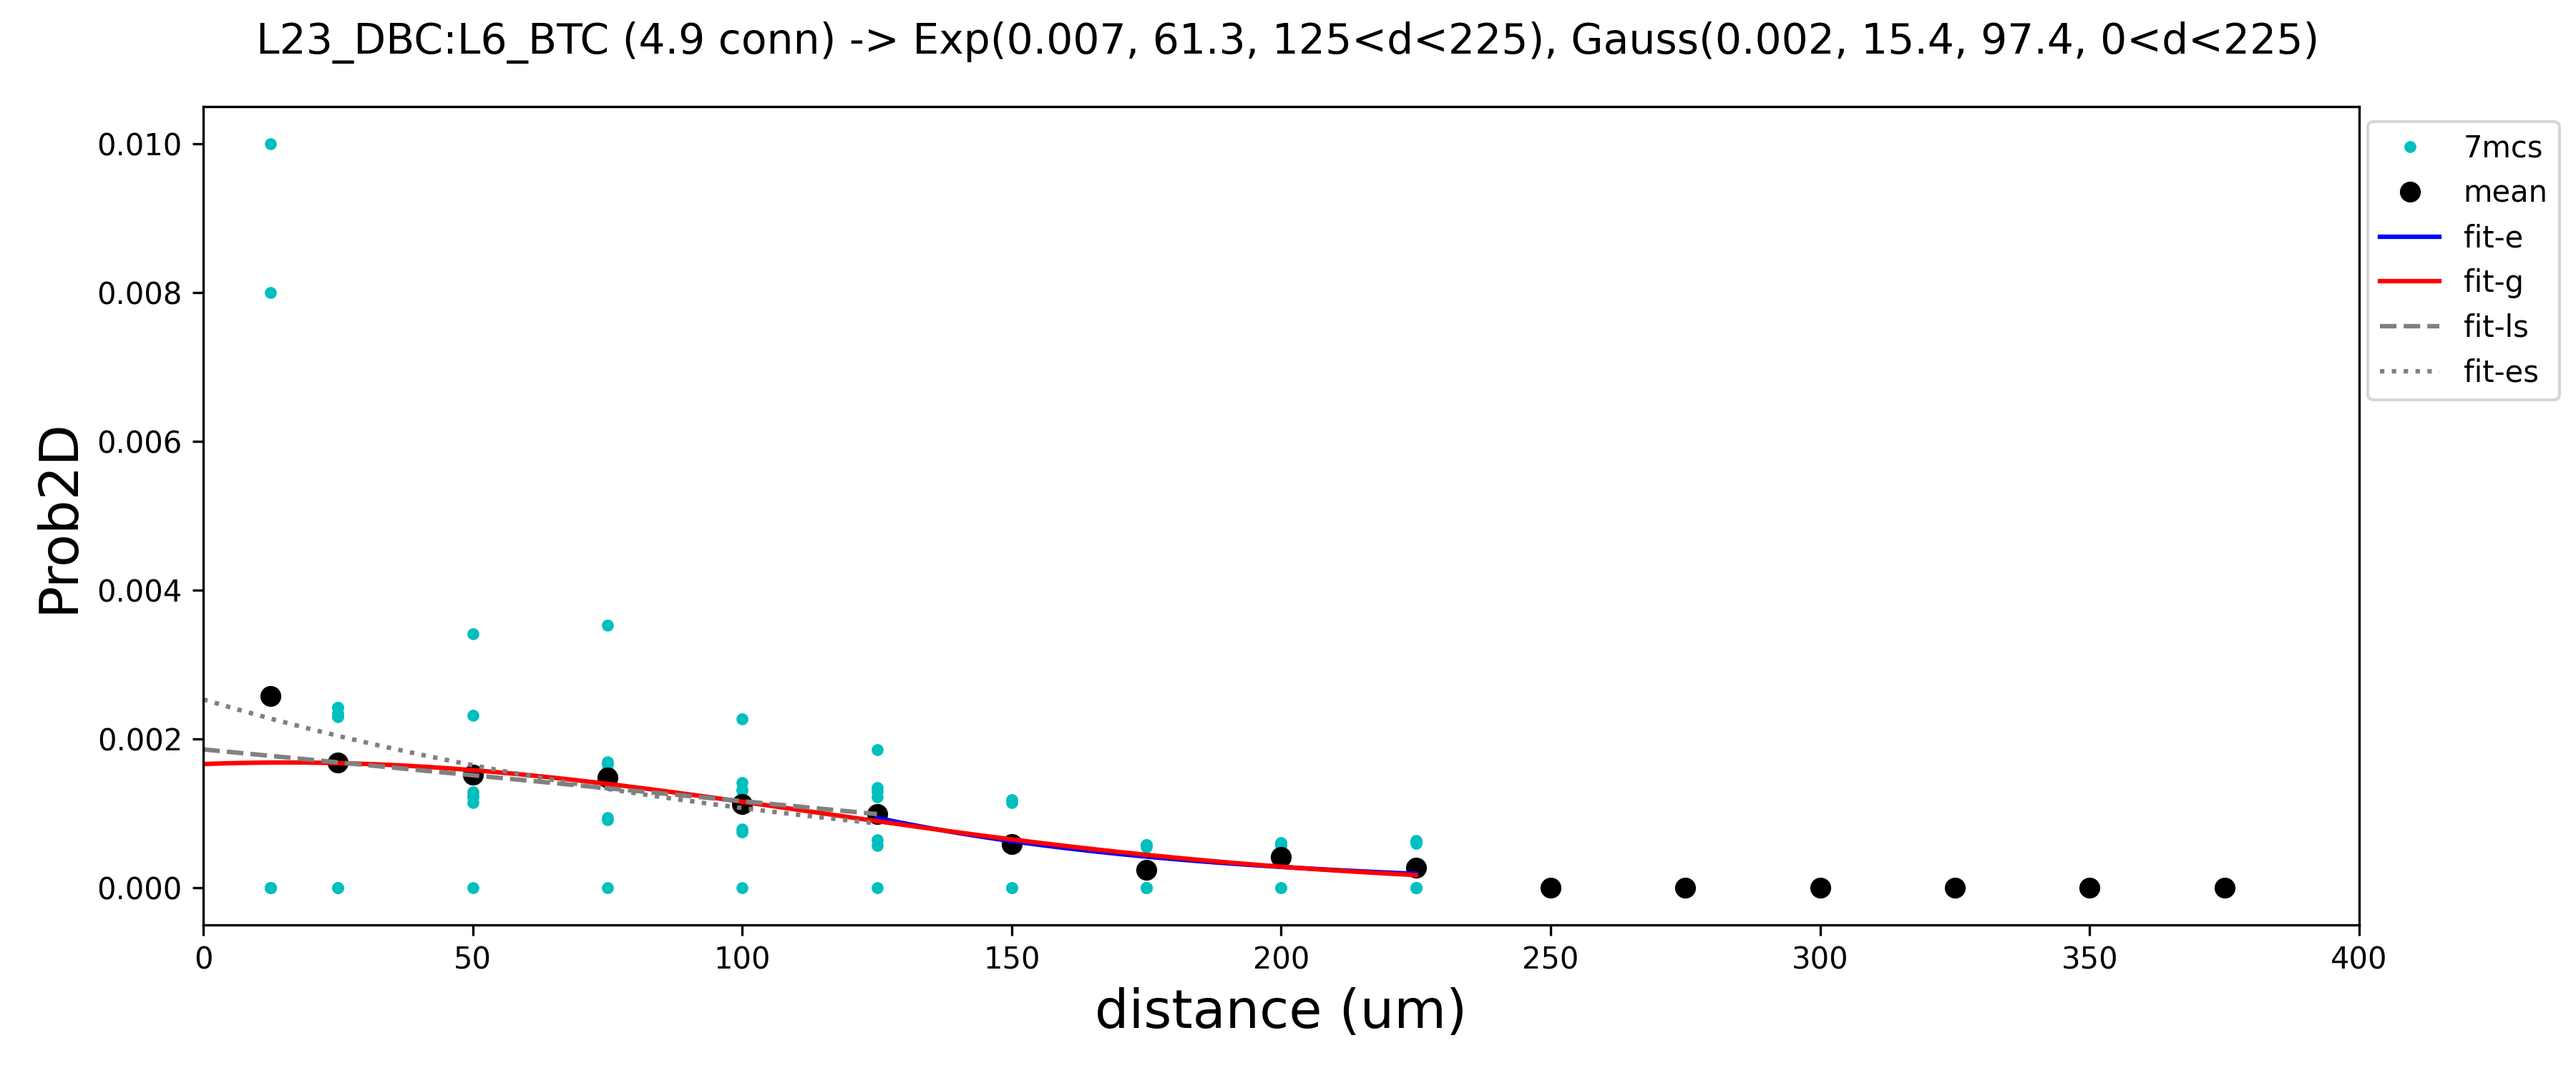 L23_DBC:L6_BTC (4.9 conn) -> Exp(0.007, 61.3, 125<d<225), Gauss(0.002, 15.4, 97.4, 0<d<225)
0.010
0.008
0.006
0.004
0.002
0.000
Prob2D
0 50 100 150 200 250 300 350 400
distance (um)
7mcs
mean
fit-e
fit-g
fit-ls
fit-es